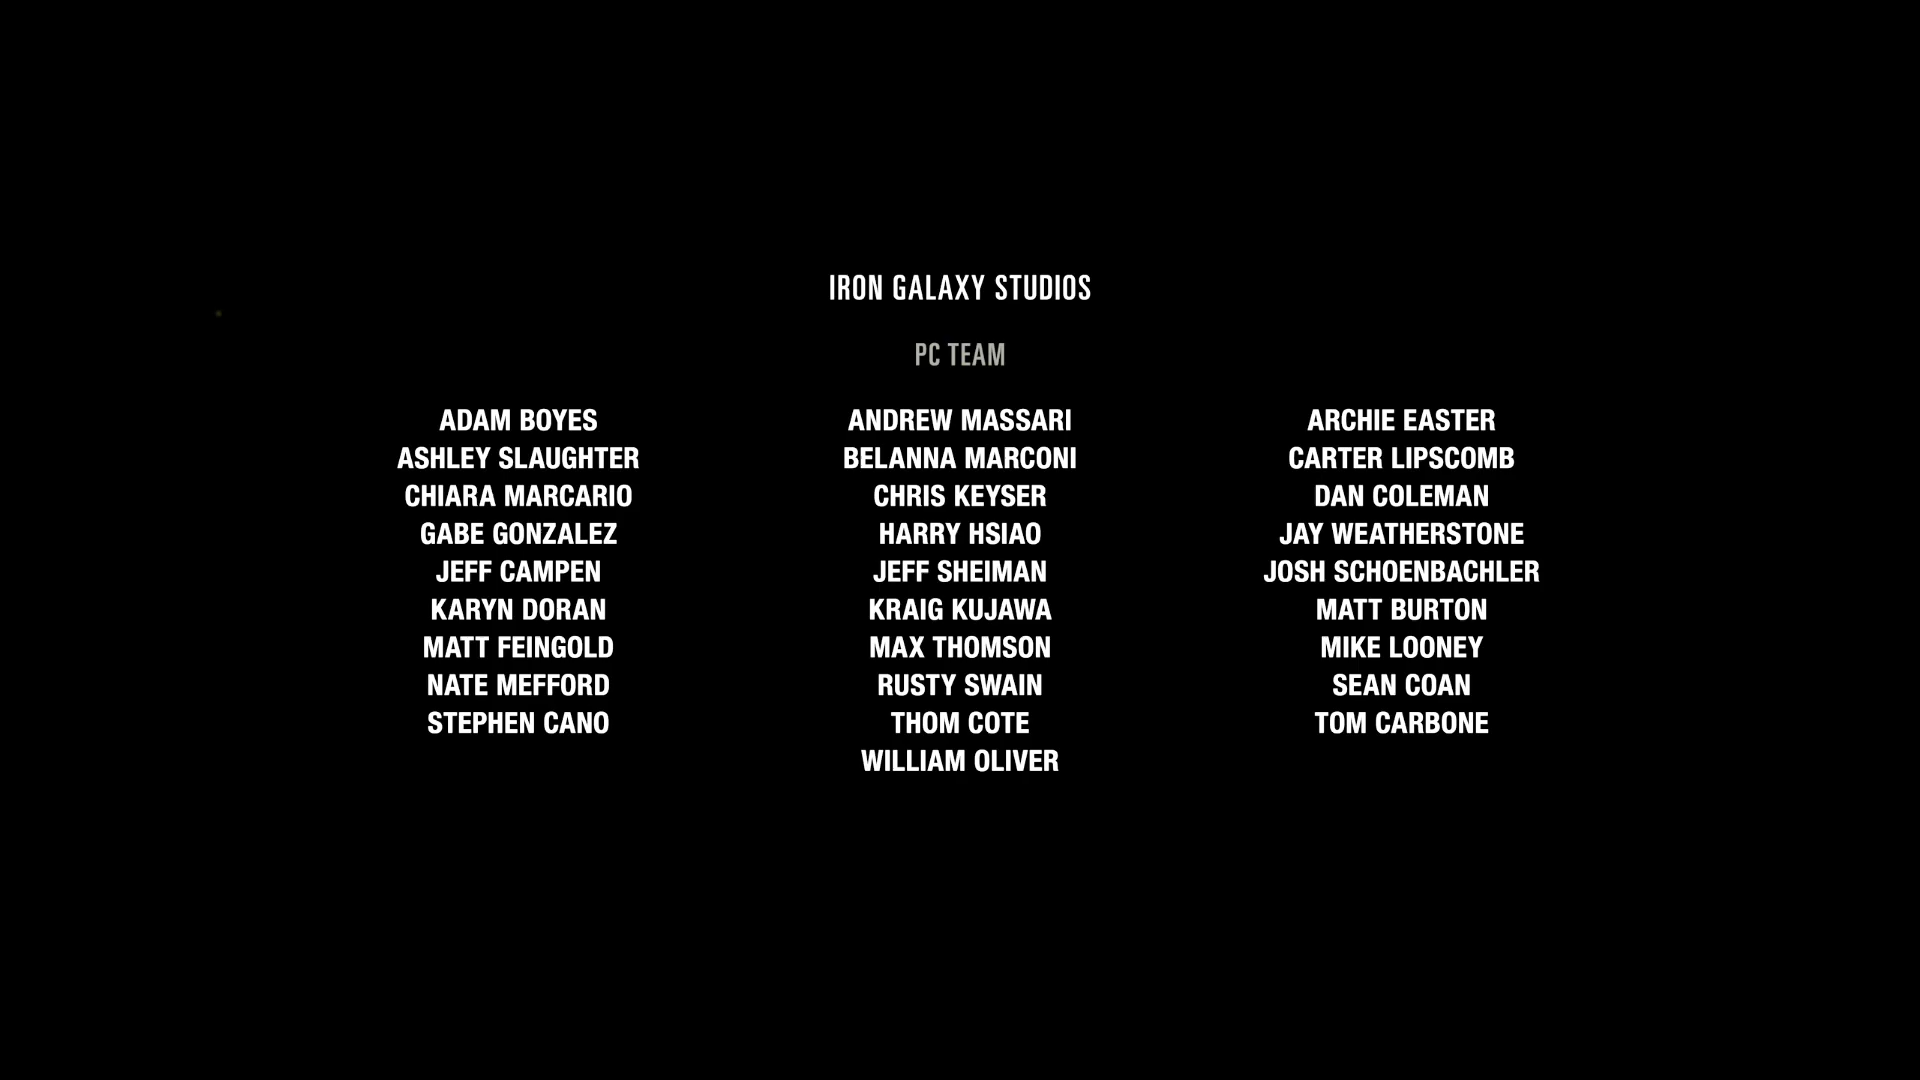 IRON GALAXY STUDIOS
PC TEAM
ADAM BOYES ANDREW MASSARI ARCHIE EASTER
ASHLEY SLAUGHTER BELANNA MARCONI CARTER LIPSCOMB
CHIARA MARCARIO CHRIS KEYSER DAN COLEMAN
GABE GONZALEZ HARRY HSIAO JAY WEATHERSTONE
JEFF CAMPEN JEFF SHEIMAN JOSH SCHOENBACHLER
KARYN DORAN KRAIG KUJAWA MATT BURTON
MATT FEINGOLD MAX THOMSON MIKE LOONEY
NATE MEFFORD RUSTY SWAIN SEAN COAN
STEPHEN CANO THOM COTE TOM CARBONE
WILLIAM OLIVER